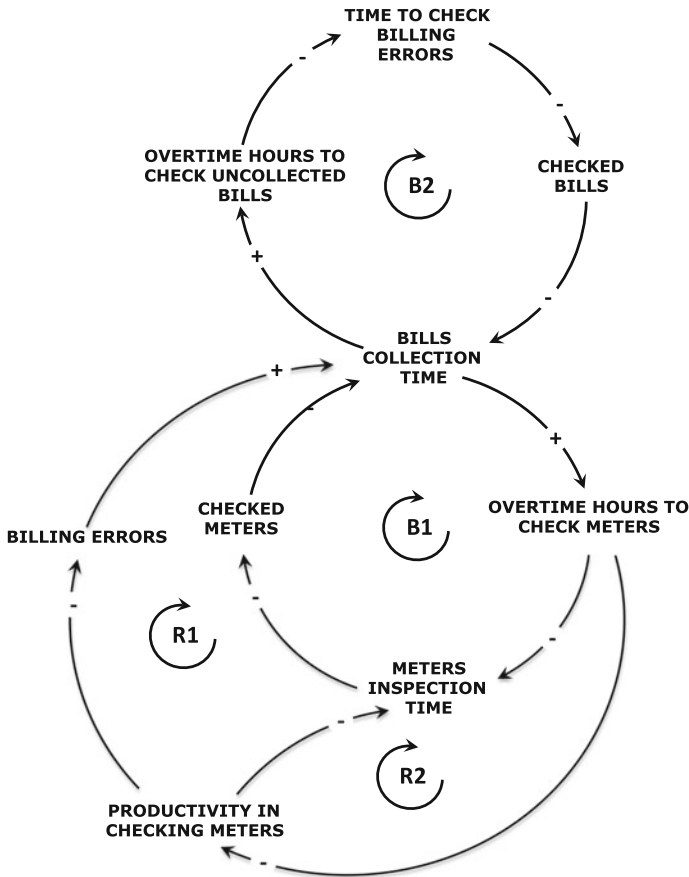 TIME TO CHECK
BILLING
ERRORS
-
-
OVERTIME HOURS TO
CHECK UNCOLLECTED
BILLS
B2
CHECKED
BILLS
+
-
BILLS
COLLECTION
TIME
+
-
+
CHECKED
METERS
B1
OVERTIME HOURS TO
CHECK METERS
BILLING ERRORS
-
-
R1
-
METERS
INSPECTION
TIME
-
R2
PRODUCTIVITY IN
CHECKING METERS
-